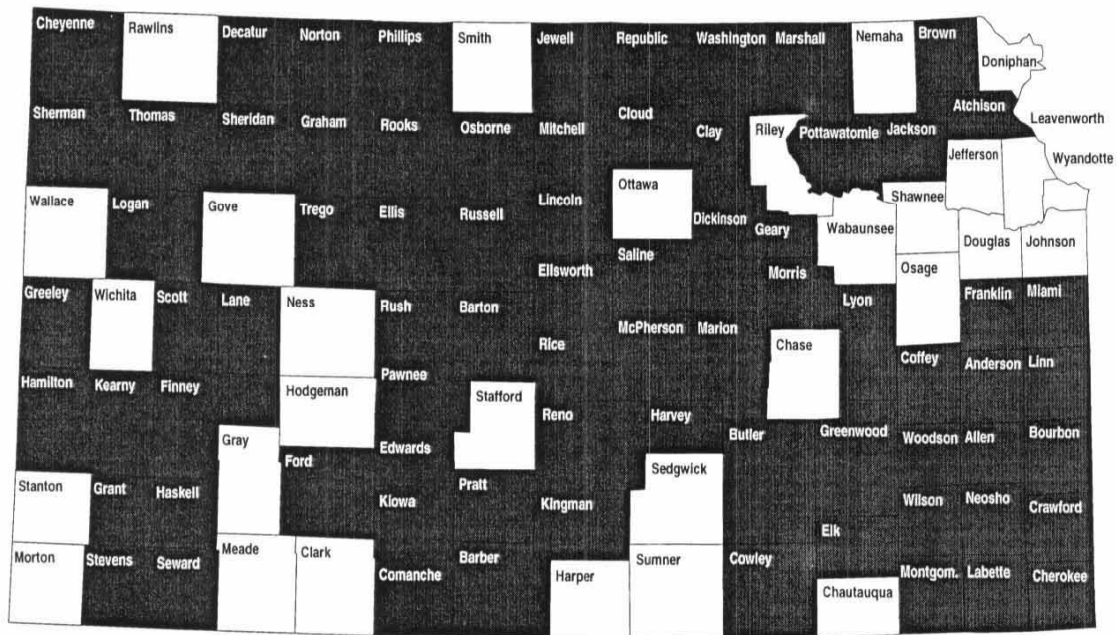 Cheyenne
Rawlins
Decatur
Norton
Phillips
Smith
Jewell
Republic
Washington
Marshall
Nemaha
Brown
Doniphan
Sherman
Thomas
Sheridan
Graham
Rooks
Osborne
Mitchell
Cloud
Clay
Riley
Pottawatomie
Jackson
Atchison
Leavenworth
Jefferson
Wyandotte
Wallace
Logan
Gove
Trego
Ellis
Russell
Lincoln
Ottawa
Dickinson
Geary
Wabaunsee
Shawnee
Douglas
Johnson
Saline
Ellsworth
Morris
Osage
Greeley
Wichita
Scott
Lane
Ness
Rush
Barton
Rice
McPherson
Marion
Chase
Lyon
Franklin
Miami
Coffey
Anderson
Linn
Hamilton
Kearny
Finney
Hodgeman
Pawnee
Stafford
Reno
Harvey
Butler
Greenwood
Woodson
Allen
Bourbon
Gray
Ford
Edwards
Sedgwick
Stanton
Grant
Haskell
Kiowa
Pratt
Kingman
Elk
Wilson
Neosho
Crawford
Morton
Stevens
Seward
Meade
Clark
Comanche
Barber
Harper
Sumner
Cowley
Chautauqua
Montgom.
Labette
Cherokee